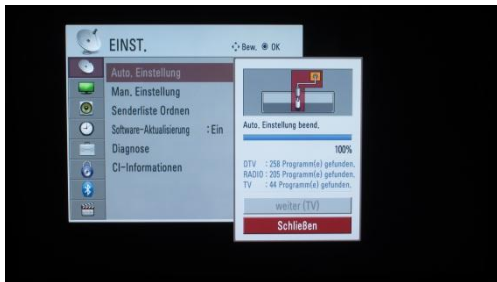 EINST.
Bew. OK
Auto. Einstellung
Man. Einstellung
Senderliste Ordnen
Software-Aktualisierung : Ein
Diagnose
CI-Informationen
Auto. Einstellung beend.
100%
DTV : 258 Programm(e) gefunden.
RADIO : 205 Programm(e) gefunden.
TV : 44 Programm(e) gefunden.
weiter (TV)
Schließen